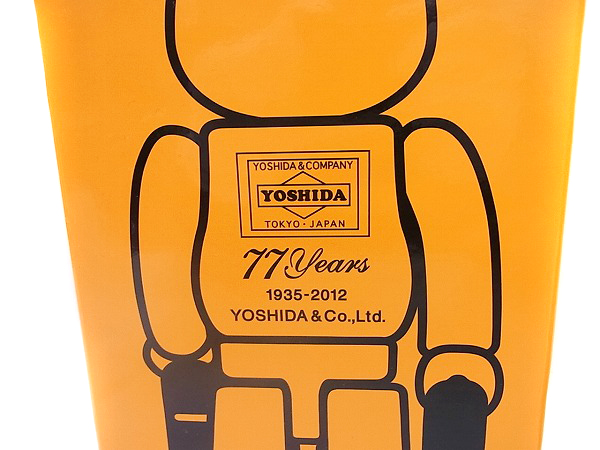 YOSHIDA & COMPANY
YOSHIDA
TOKYO · JAPAN
77 Years
1935-2012
YOSHIDA & Co.,Ltd.